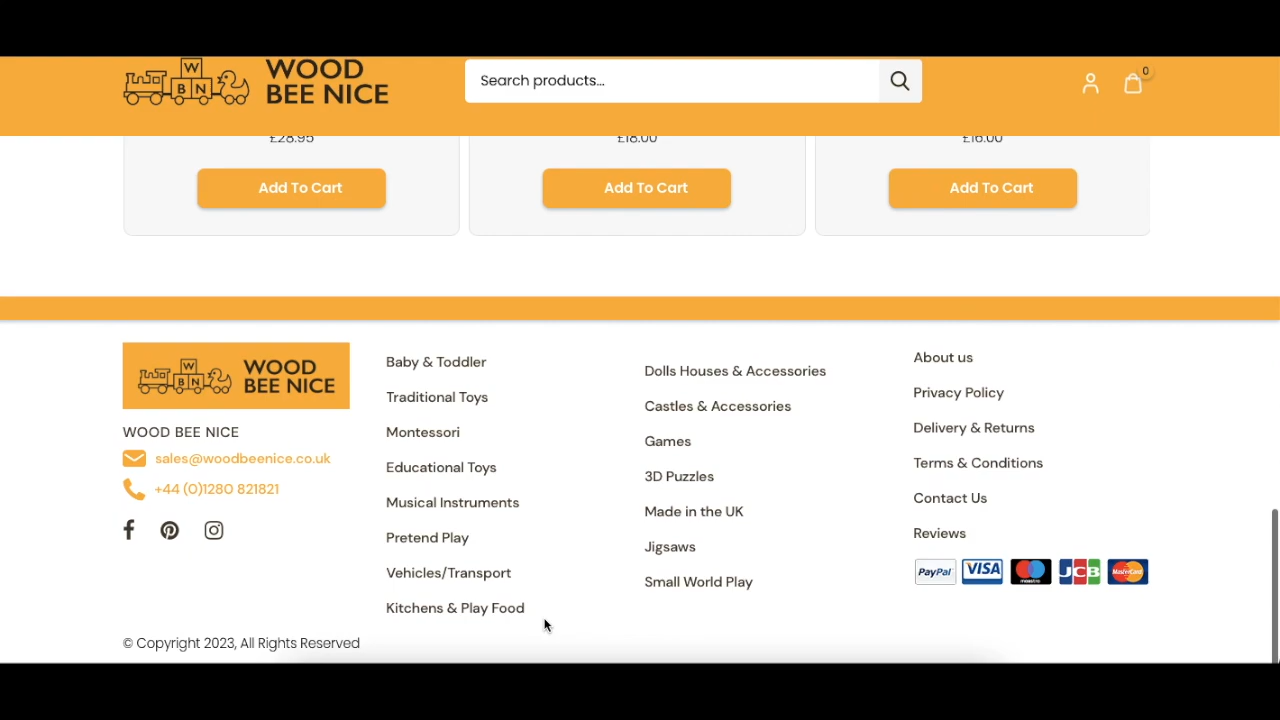 W
B N
WOOD
BEE NICE
Search products...
0
£28.95
£18.00
£16.00
Add To Cart
Add To Cart
Add To Cart
W
B N
WOOD
BEE NICE
WOOD BEE NICE
sales@woodbeenice.co.uk
+44 (0)1280 821821
Baby & Toddler
Traditional Toys
Montessori
Educational Toys
Musical Instruments
Pretend Play
Vehicles/Transport
Kitchens & Play Food
Dolls Houses & Accessories
Castles & Accessories
Games
3D Puzzles
Made in the UK
Jigsaws
Small World Play
About us
Privacy Policy
Delivery & Returns
Terms & Conditions
Contact Us
Reviews
PayPal VISA maestro JCB MasterCard
© Copyright 2023, All Rights Reserved